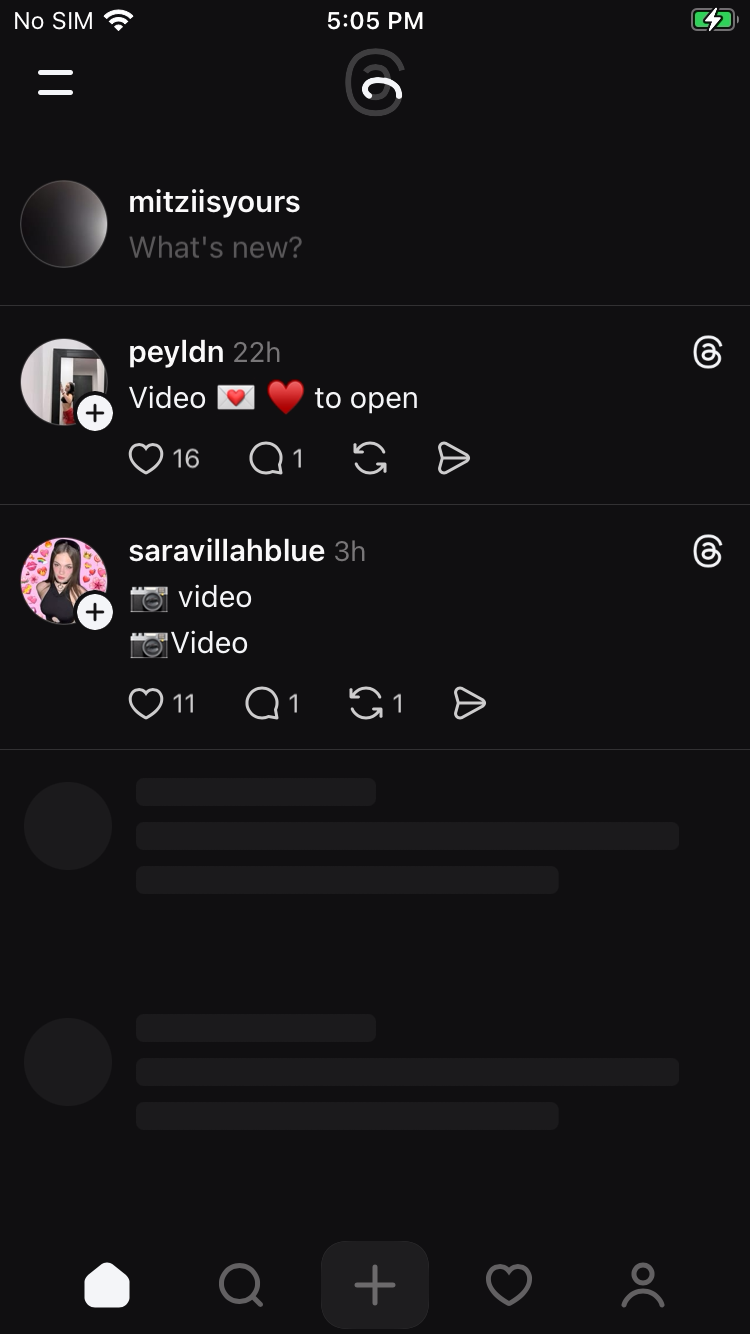 No SIM 5:05 PM
mitziisyours
What's new?
peyldn 22h
Video 💌 ♥️ to open
16 1
saravillahblue 3h
📷 video
📷Video
11 1 1